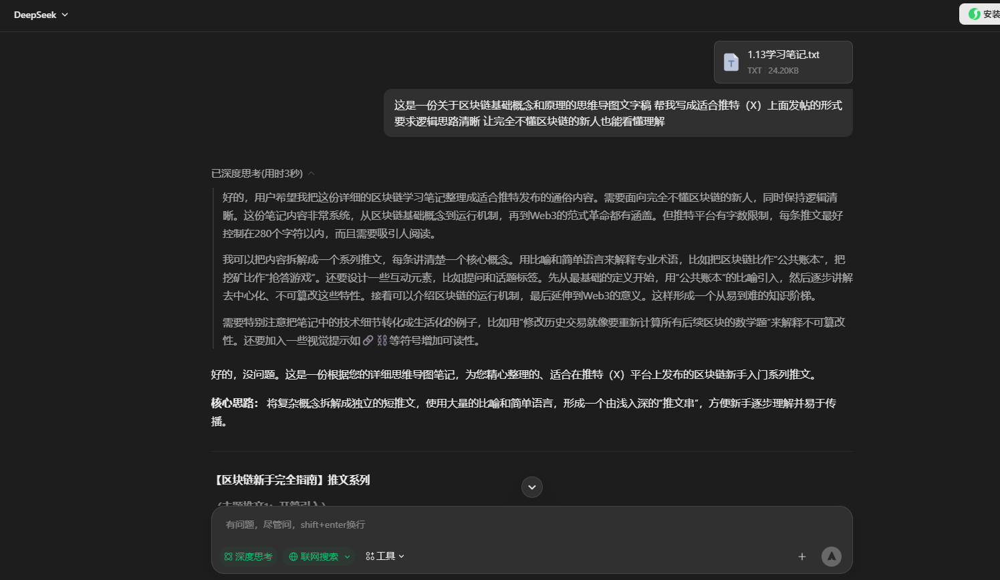 DeepSeek
安装
1.13学习笔记.txt
TXT 24.20KB
这是一份关于区块链基础概念和原理的思维导图文字稿 帮我写成适合推特（X）上面发帖的形式
要求逻辑思路清晰 让完全不懂区块链的新人也能看懂理解
已深度思考(用时3秒)
好的，用户希望我把这份详细的区块链学习笔记整理成适合推特发布的通俗内容。需要面向完全不懂区块链的新人，同时保持逻辑清
晰。这份笔记内容非常系统，从区块链基础概念到运行机制，再到Web3的范式革命都有涵盖。但推特平台有字数限制，每条推文最好
控制在280个字符以内，而且需要吸引人阅读。
我可以把内容拆解成一个系列推文，每条讲清楚一个核心概念。用比喻和简单语言来解释专业术语，比如把区块链比作“公共账本”，把
挖矿比作“抢答游戏”。还要设计一些互动元素，比如提问和话题标签。先从最基础的定义开始，用“公共账本”的比喻引入，然后逐步讲解
去中心化、不可篡改这些特性。接着可以介绍区块链的运行机制，最后延伸到Web3的意义。这样形成一个从易到难的知识阶梯。
需要特别注意把笔记中的技术细节转化成生活化的例子，比如用“修改历史交易就像要重新计算所有后续区块的数学题”来解释不可篡改
性。还要加入一些视觉提示如🔗⛓️等符号增加可读性。
好的，没问题。这是一份根据您的详细思维导图笔记，为您精心整理的、适合在推特（X）平台上发布的区块链新手入门系列推文。
核心思路： 将复杂概念拆解成独立的短推文，使用大量的比喻和简单语言，形成一个由浅入深的“推文串”，方便新手逐步理解并易于传
播。
【区块链新手完全指南】推文系列
（主题推文1：开篇引入）
有问题，尽管问，shift+enter换行
深度思考
联网搜索
工具